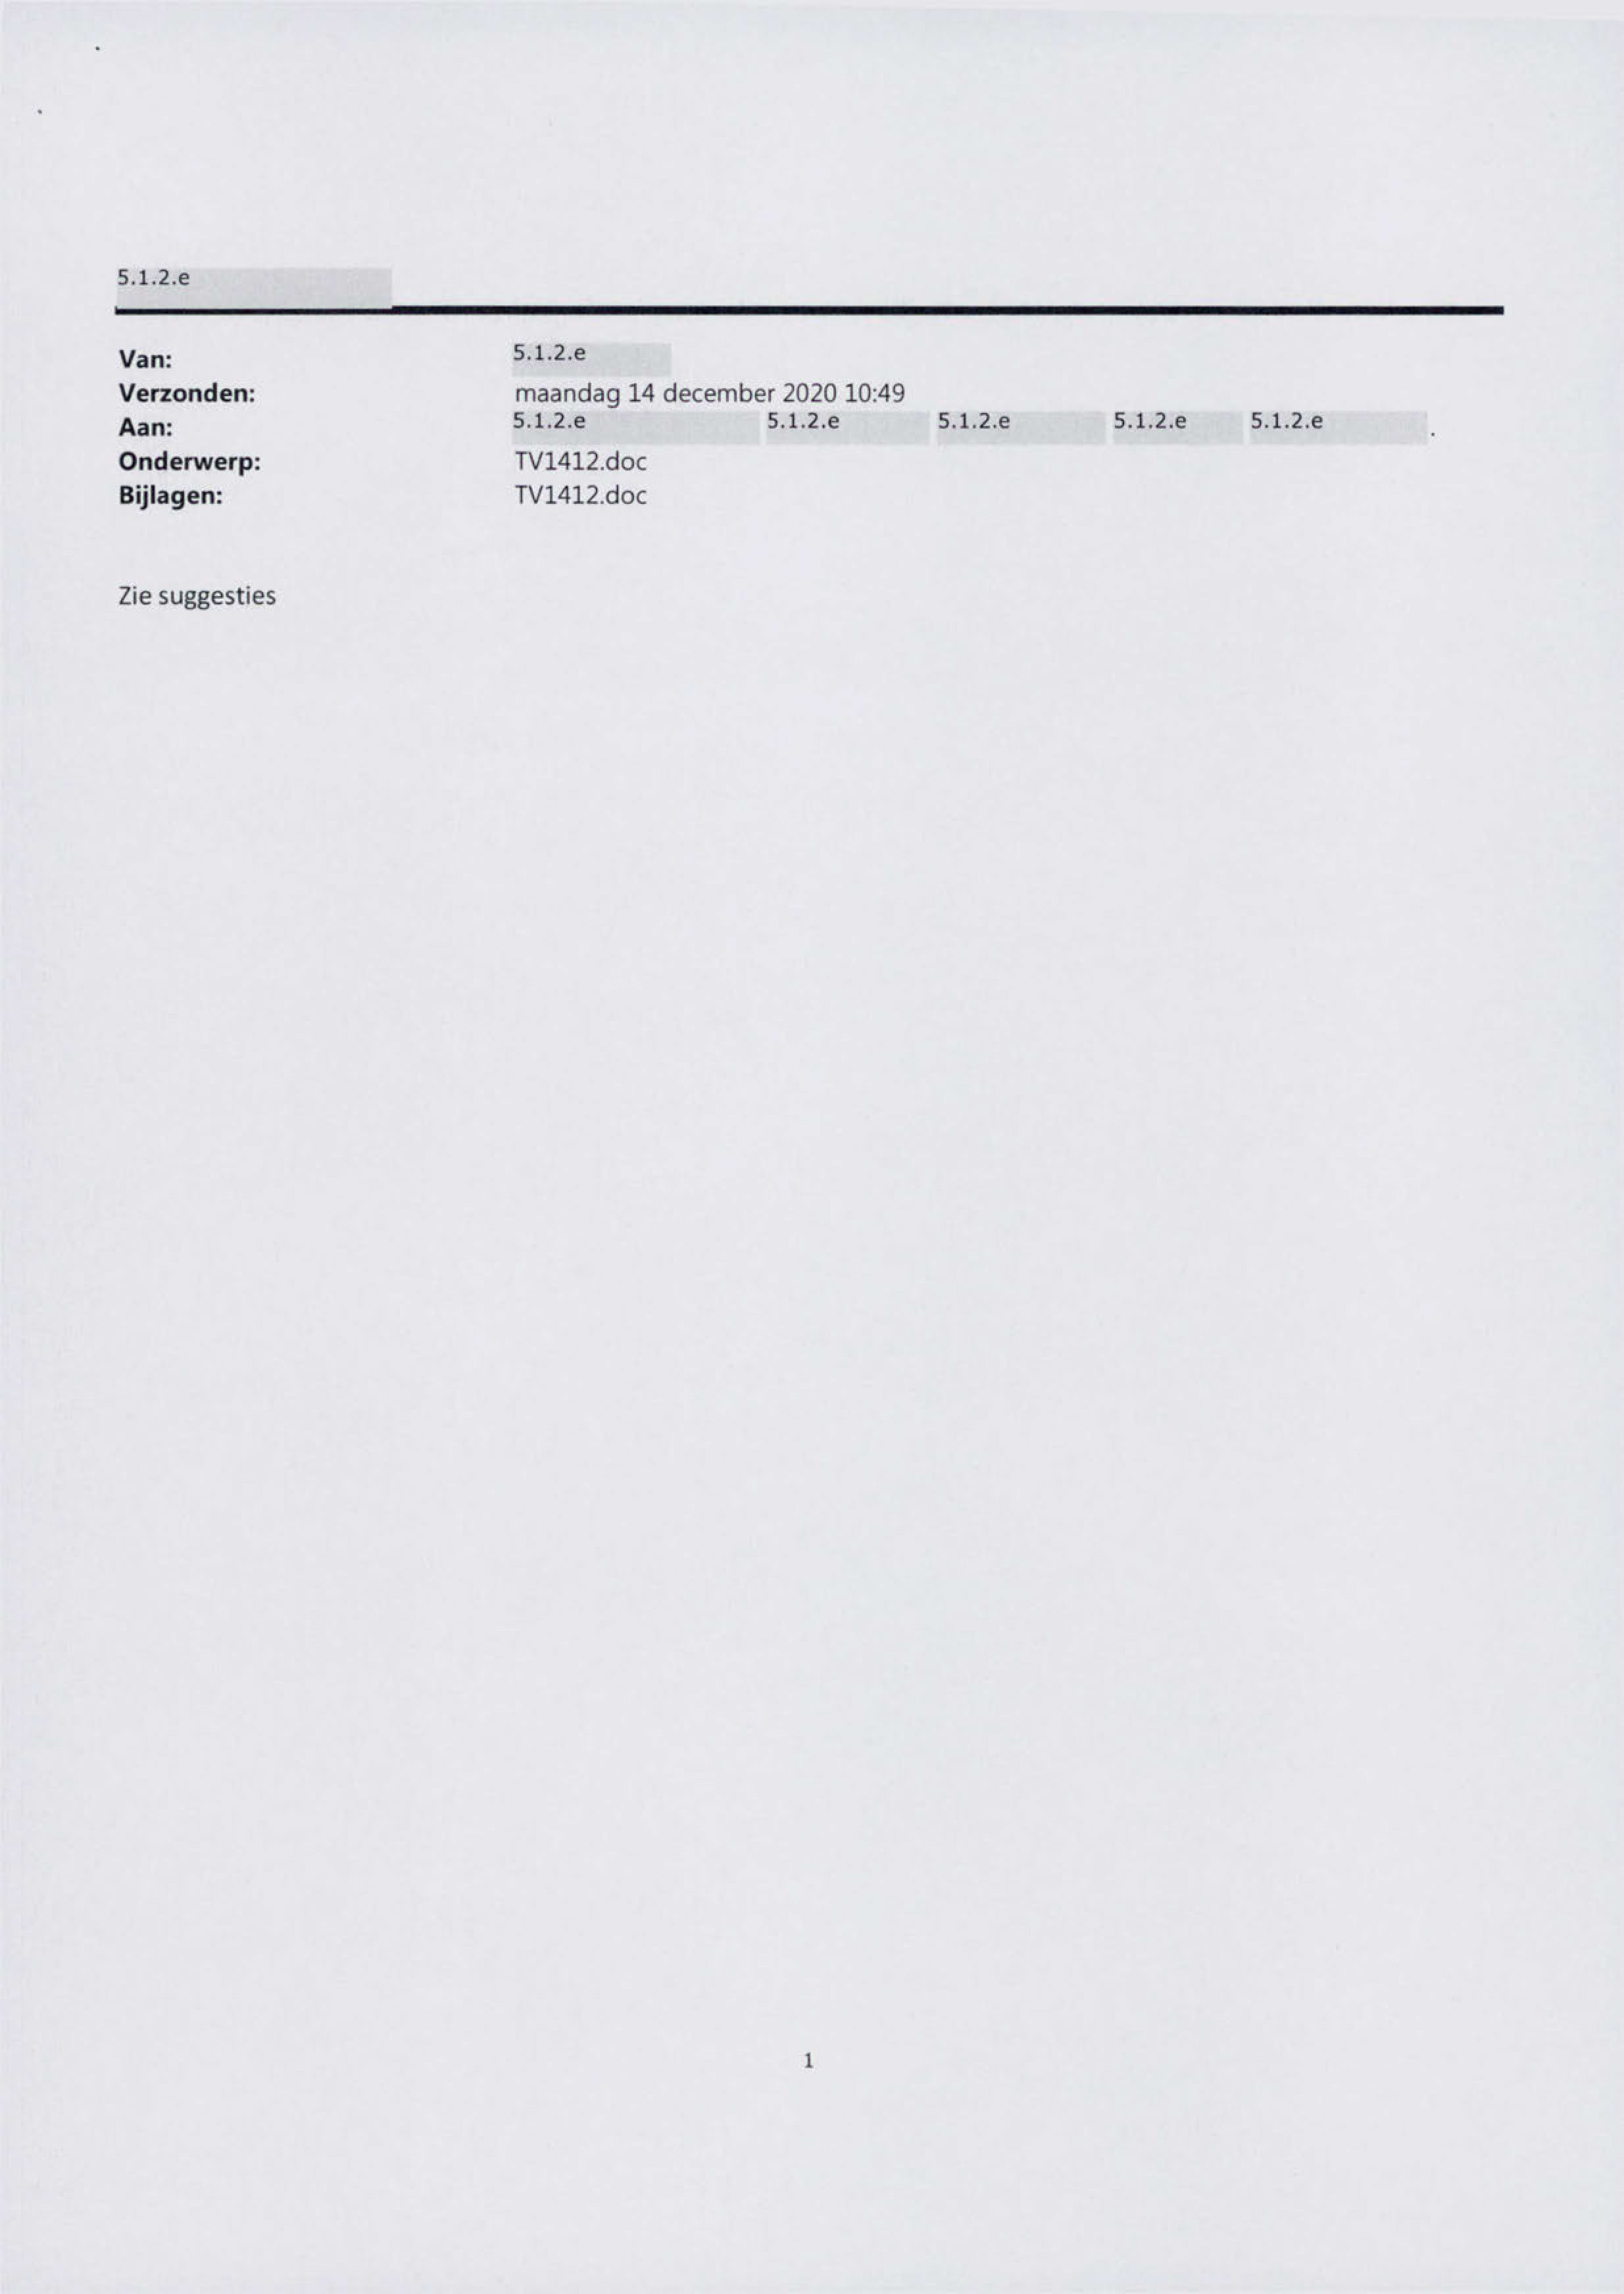 5.1.2.e
Van: 5.1.2.e
Verzonden: maandag 14 december 2020 10:49
Aan: 5.1.2.e 5.1.2.e 5.1.2.e 5.1.2.e 5.1.2.e
Onderwerp: TV1412.doc
Bijlagen: TV1412.doc
Zie suggesties
1